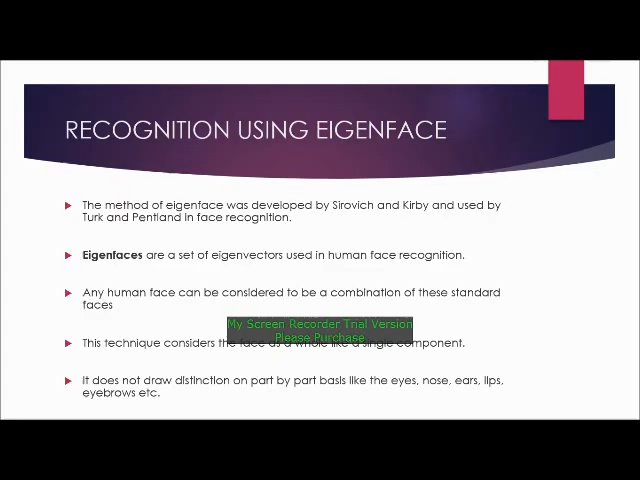 RECOGNITION USING EIGENFACE
The method of eigenface was developed by Sirovich and Kirby and used by
Turk and Pentland in face recognition.
Eigenfaces are a set of eigenvectors used in human face recognition.
Any human face can be considered to be a combination of these standard
faces
My Screen Recorder Trial Version
Please Purchase
This technique considers the face as a whole like a single component.
It does not draw distinction on part by part basis like the eyes, nose, ears, lips,
eyebrows etc.